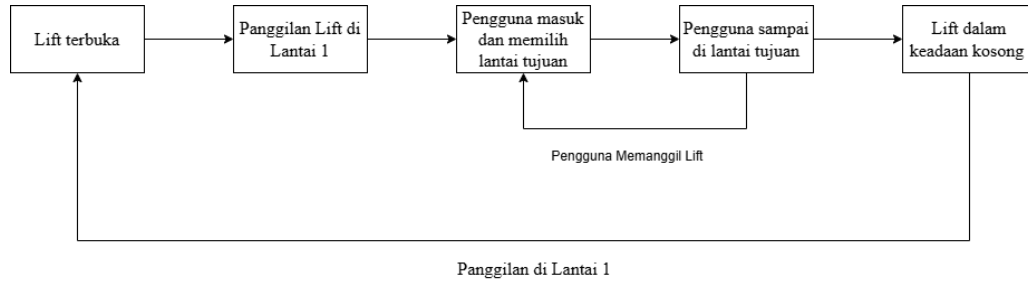 Lift terbuka
Panggilan Lift di
Lantai 1
Pengguna masuk
dan memilih
lantai tujuan
Pengguna sampai
di lantai tujuan
Lift dalam
keadaan kosong
Pengguna Memanggil Lift
Panggilan di Lantai 1